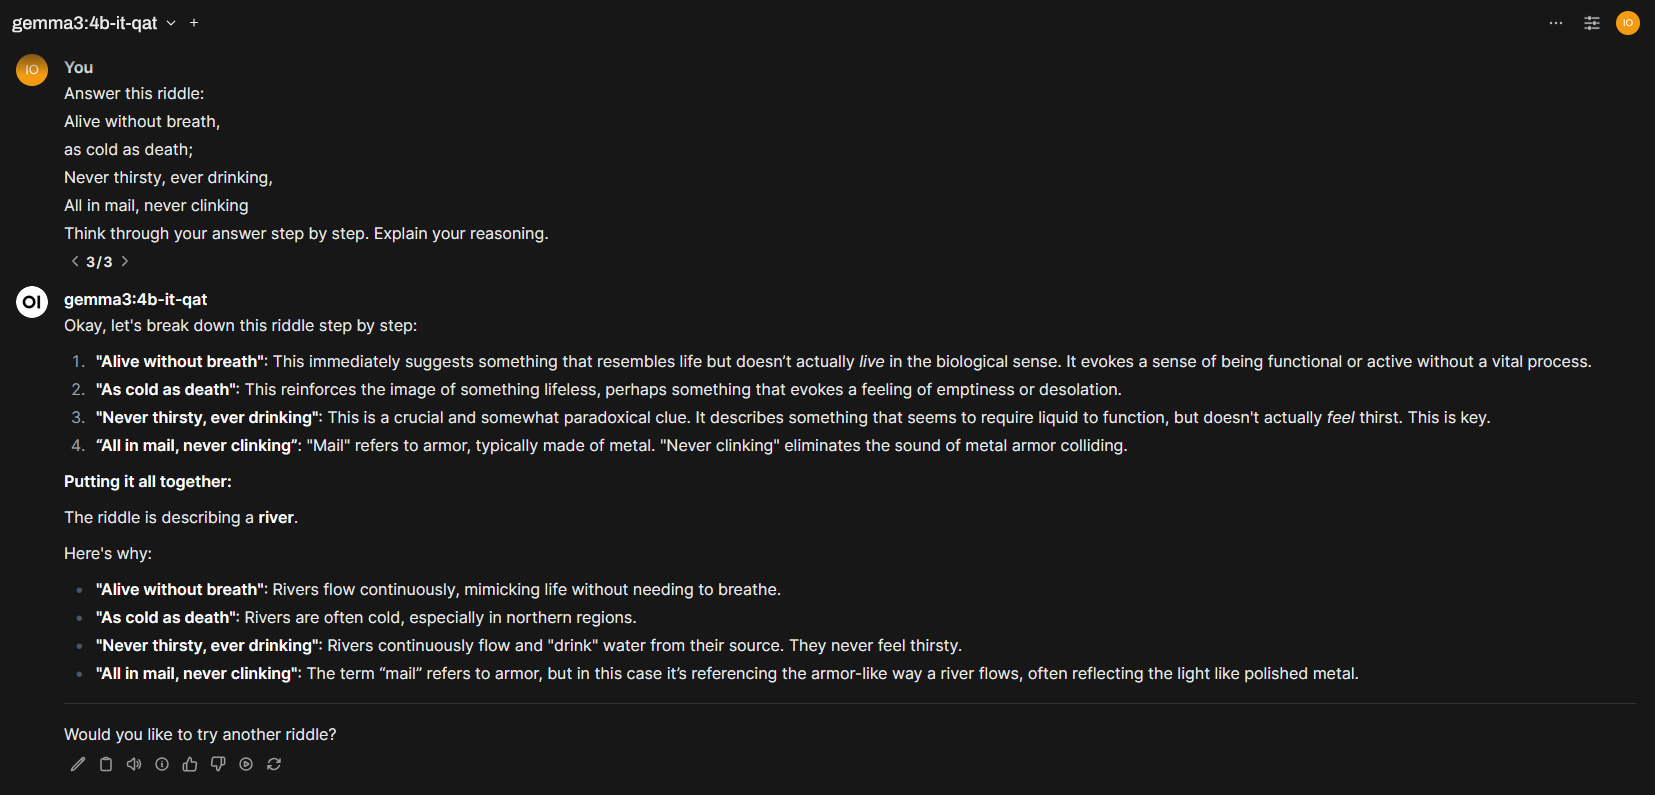 gemma3:4b-it-qat
IO
IO
You
Answer this riddle:
Alive without breath,
as cold as death;
Never thirsty, ever drinking,
All in mail, never clinking
Think through your answer step by step. Explain your reasoning.
3/3
OI
gemma3:4b-it-qat
Okay, let's break down this riddle step by step:
1. "Alive without breath": This immediately suggests something that resembles life but doesn’t actually live in the biological sense. It evokes a sense of being functional or active without a vital process.
2. "As cold as death": This reinforces the image of something lifeless, perhaps something that evokes a feeling of emptiness or desolation.
3. "Never thirsty, ever drinking": This is a crucial and somewhat paradoxical clue. It describes something that seems to require liquid to function, but doesn't actually feel thirst. This is key.
4. “All in mail, never clinking”: "Mail" refers to armor, typically made of metal. "Never clinking" eliminates the sound of metal armor colliding.
Putting it all together:
The riddle is describing a river.
Here's why:
• "Alive without breath": Rivers flow continuously, mimicking life without needing to breathe.
• "As cold as death": Rivers are often cold, especially in northern regions.
• "Never thirsty, ever drinking": Rivers continuously flow and "drink" water from their source. They never feel thirsty.
• "All in mail, never clinking": The term “mail” refers to armor, but in this case it’s referencing the armor-like way a river flows, often reflecting the light like polished metal.
Would you like to try another riddle?